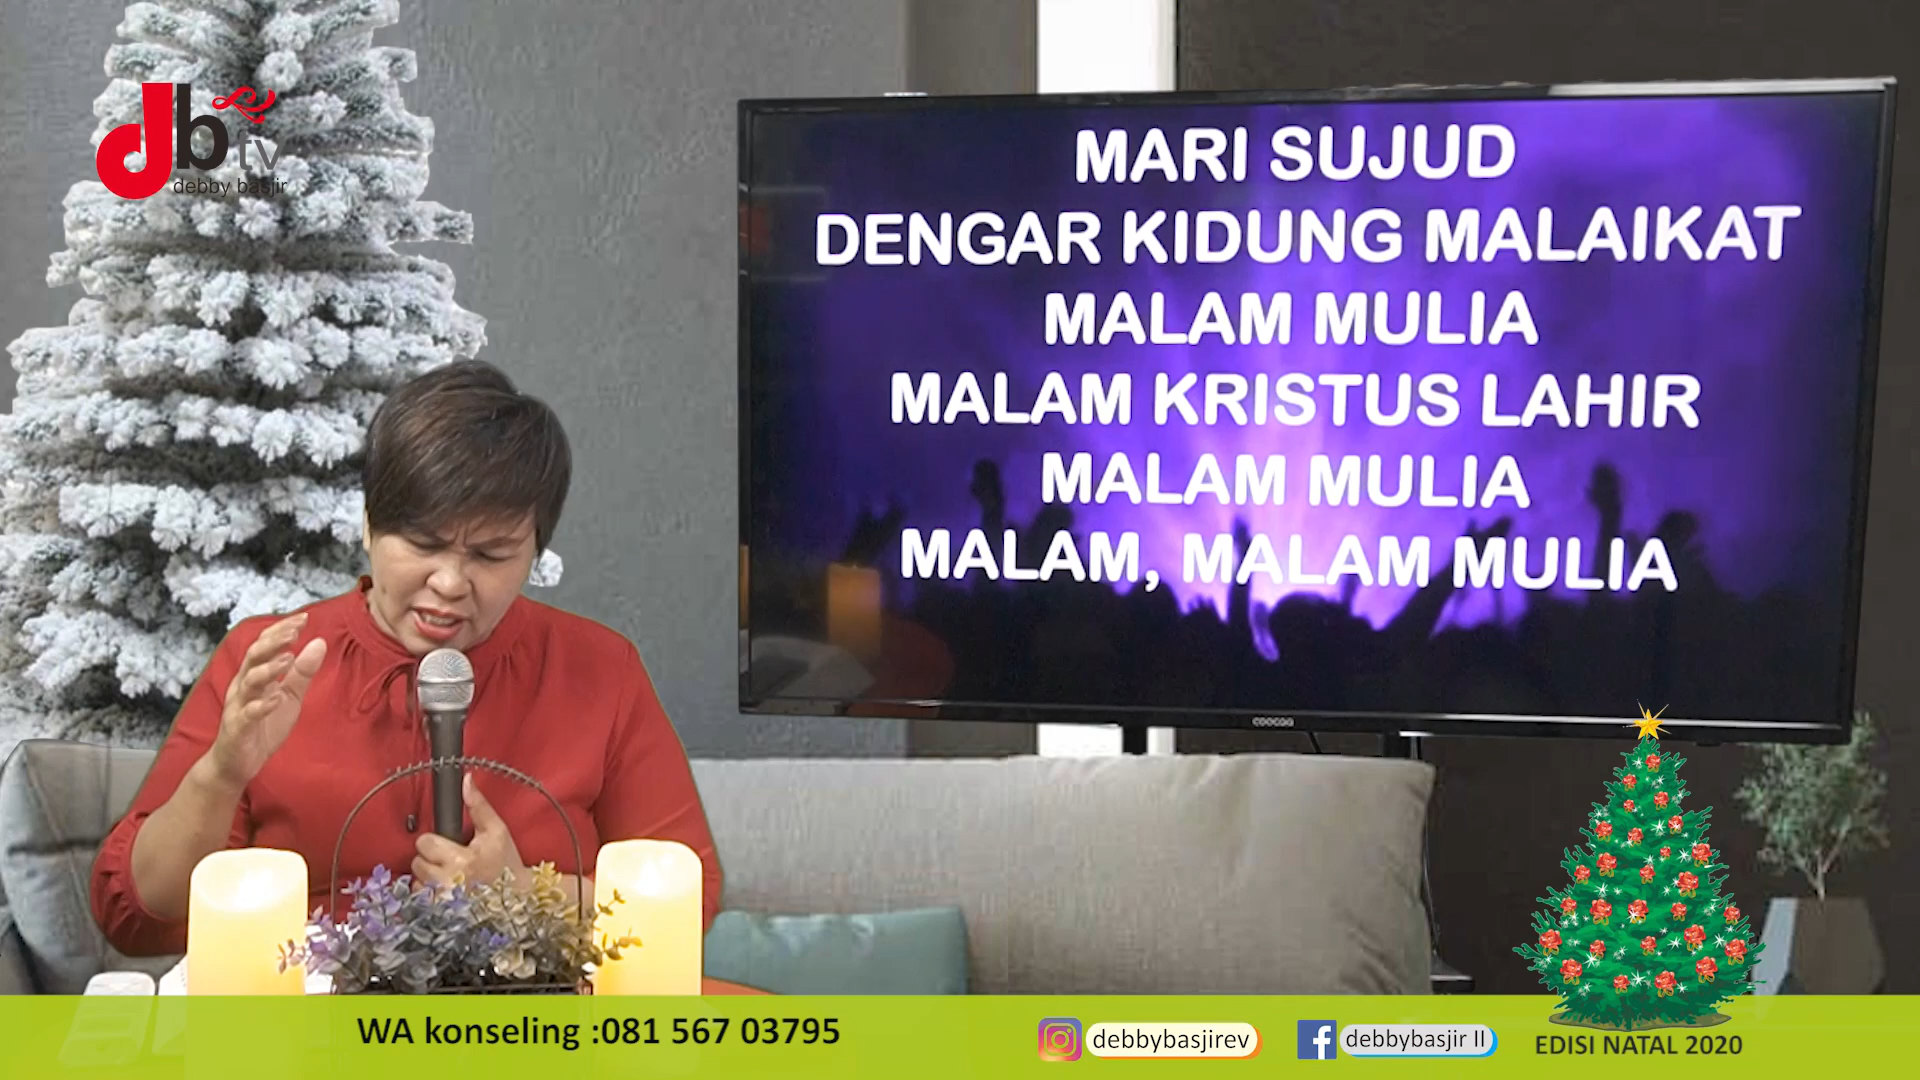 db tv
debby basjir
MARI SUJUD
DENGAR KIDUNG MALAIKAT
MALAM MULIA
MALAM KRISTUS LAHIR
MALAM MULIA
MALAM, MALAM MULIA
WA konseling :081 567 03795
debbybasjirev
debbybasjir II
EDISI NATAL 2020